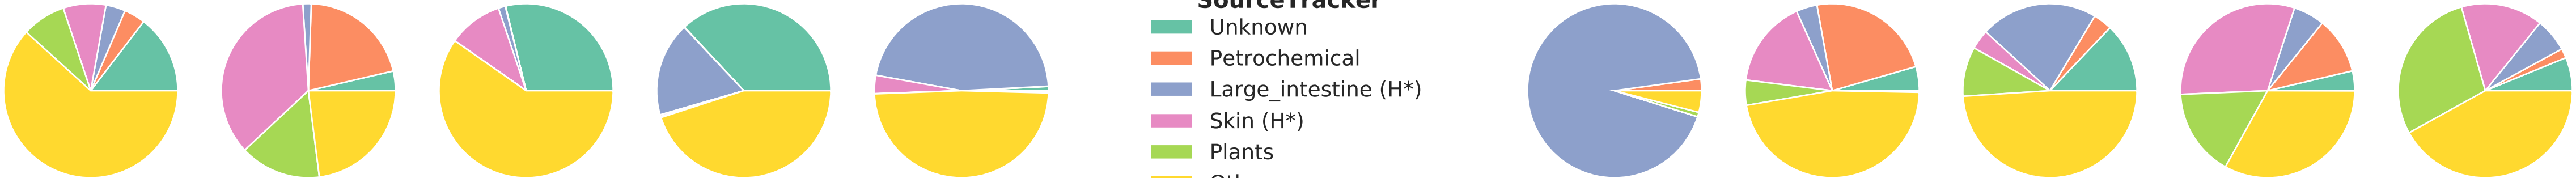 SourceTracker
Unknown
Petrochemical
Large_intestine (H*)
Skin (H*)
Plants